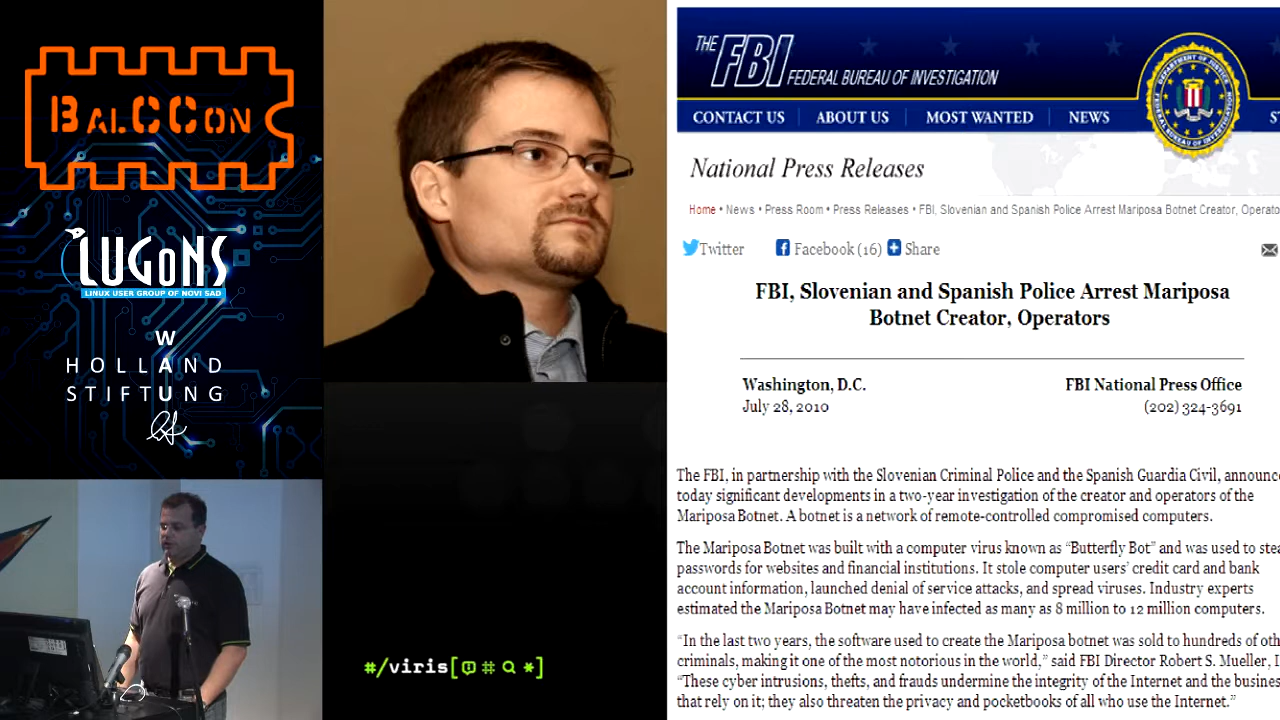 BALCCON
LUGONS
LINUX USER GROUP OF NOVI SAD
W
HOLLAND
STIFTUNG
#/viris[#*]
THE FBI FEDERAL BUREAU OF INVESTIGATION
CONTACT US ABOUT US MOST WANTED NEWS
National Press Releases
Home • News • Press Room • Press Releases • FBI, Slovenian and Spanish Police Arrest Mariposa Botnet Creator, Operato
Twitter Facebook (16) Share
FBI, Slovenian and Spanish Police Arrest Mariposa
Botnet Creator, Operators
Washington, D.C. FBI National Press Office
July 28, 2010 (202) 324-3691
The FBI, in partnership with the Slovenian Criminal Police and the Spanish Guardia Civil, announc
today significant developments in a two-year investigation of the creator and operators of the
Mariposa Botnet. A botnet is a network of remote-controlled compromised computers.
The Mariposa Botnet was built with a computer virus known as “Butterfly Bot” and was used to stea
passwords for websites and financial institutions. It stole computer users’ credit card and bank
account information, launched denial of service attacks, and spread viruses. Industry experts
estimated the Mariposa Botnet may have infected as many as 8 million to 12 million computers.
“In the last two years, the software used to create the Mariposa botnet was sold to hundreds of oth
criminals, making it one of the most notorious in the world,” said FBI Director Robert S. Mueller, I
“These cyber intrusions, thefts, and frauds undermine the integrity of the Internet and the busines
that rely on it; they also threaten the privacy and pocketbooks of all who use the Internet.”